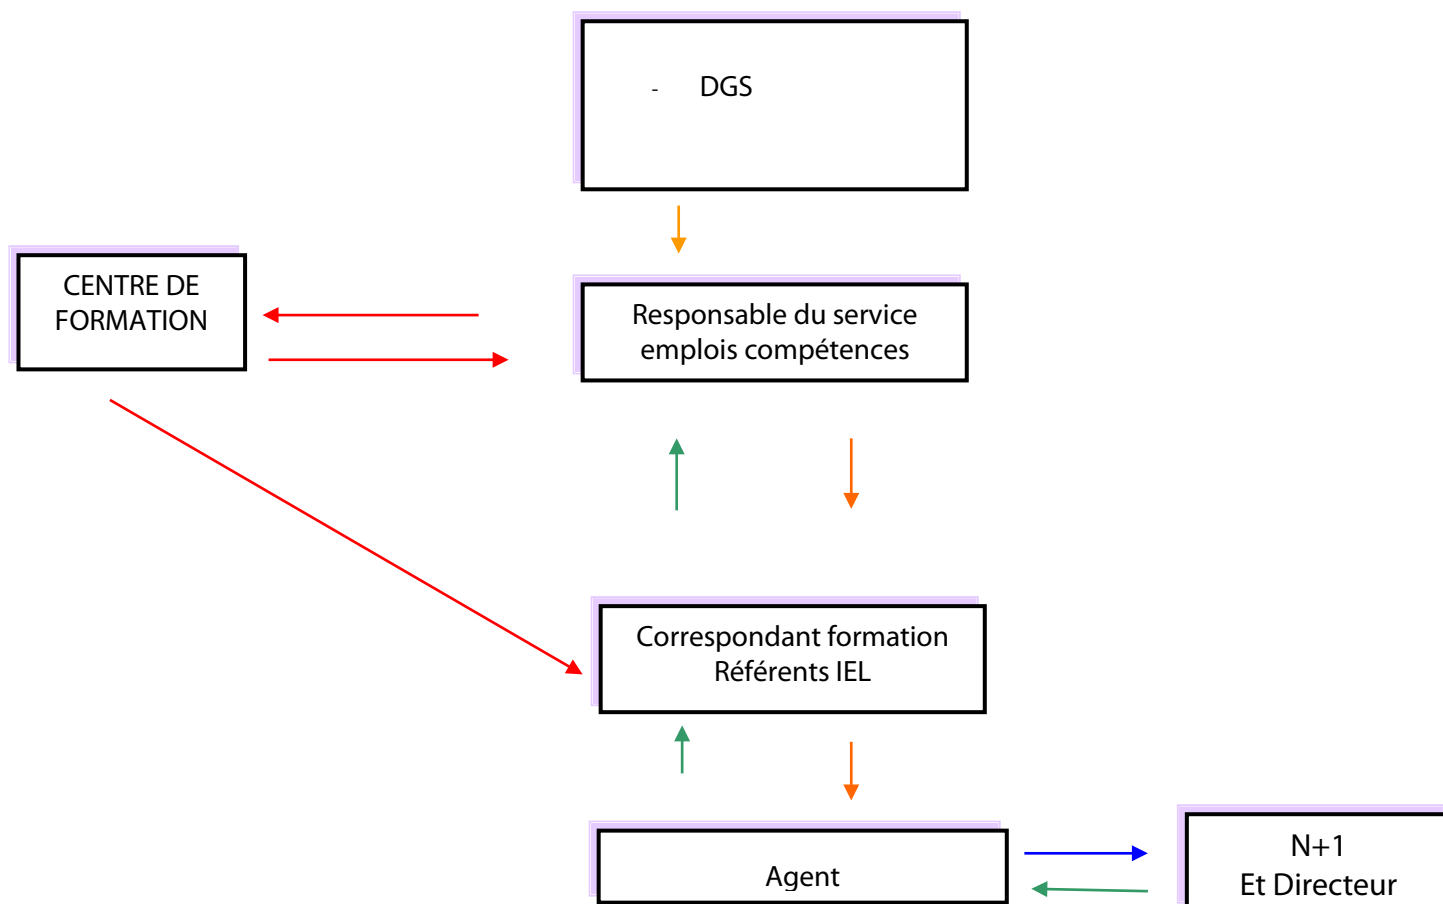 - DGS
CENTRE DE
FORMATION
Responsable du service
emplois compétences
Correspondant formation
Référents IEL
Agent
N+1
Et Directeur